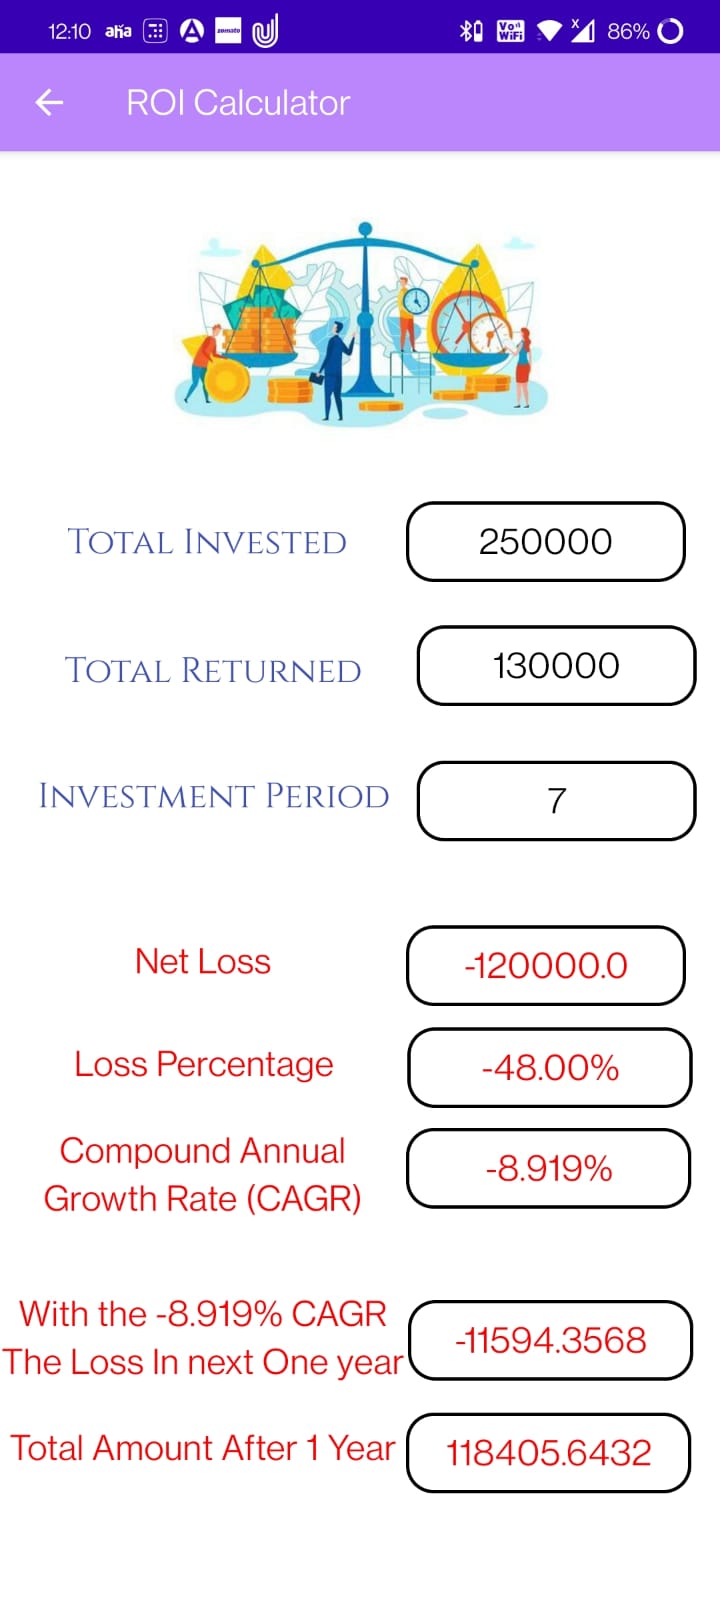 12:10 aha A zomato Vo)) WiFi x 86%
ROI Calculator
Total Invested 250000
Total Returned 130000
Investment Period 7
Net Loss -120000.0
Loss Percentage -48.00%
Compound Annual
Growth Rate (CAGR) -8.919%
With the -8.919% CAGR
The Loss In next One year -11594.3568
Total Amount After 1 Year 118405.6432